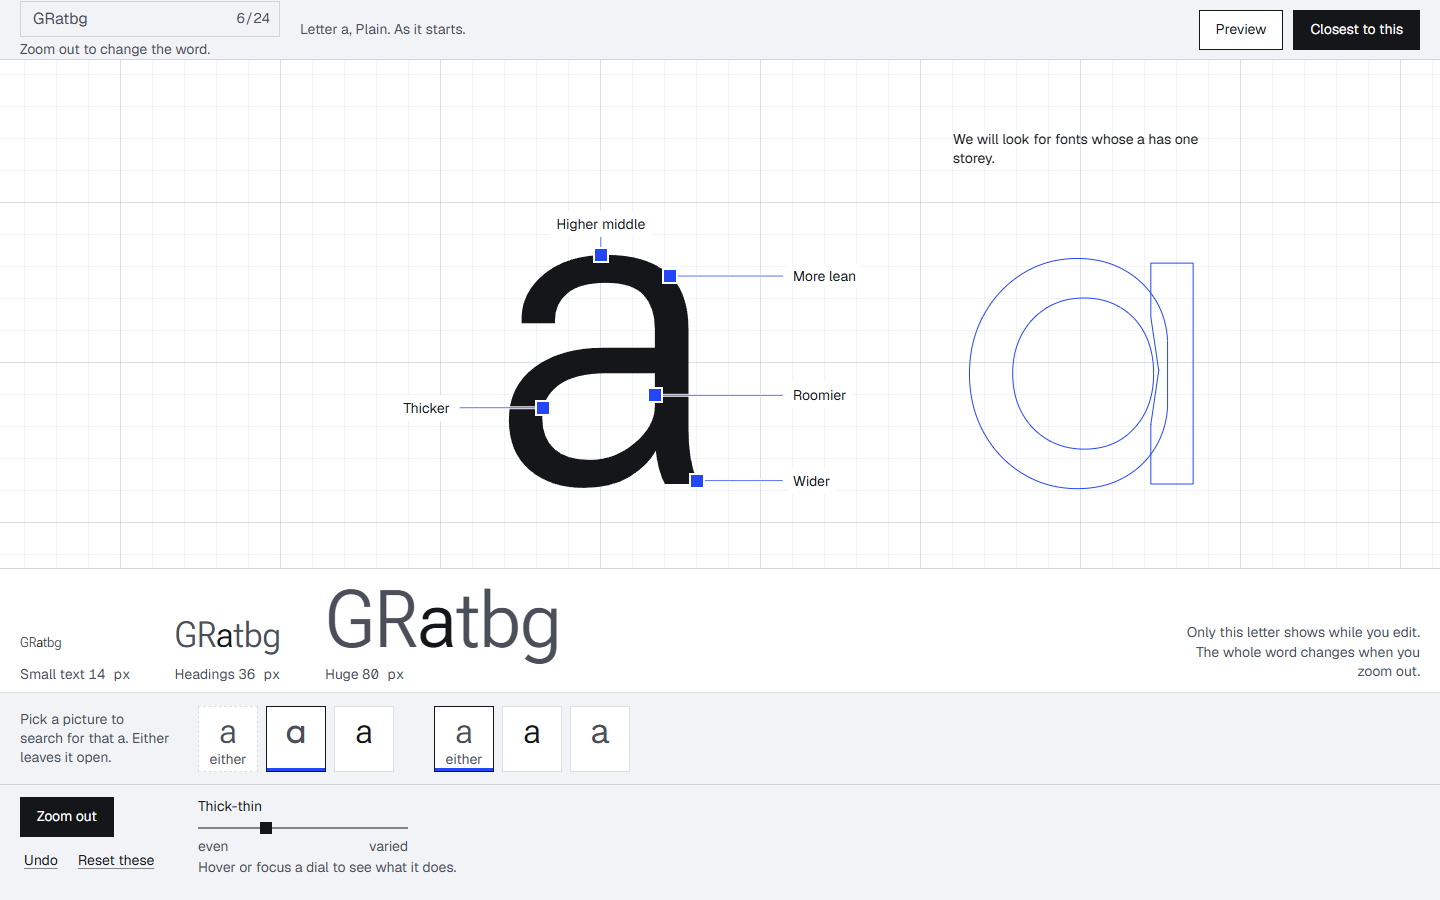 GRatbg 6/24
Zoom out to change the word.
Letter a, Plain. As it starts.
Preview
Closest to this
We will look for fonts whose a has one
storey.
Higher middle
More lean
Thicker
Roomier
Wider
a
a
GRatbg
Small text 14 px
GRatbg
Headings 36 px
GRatbg
Huge 80 px
Only this letter shows while you edit.
The whole word changes when you
zoom out.
Pick a picture to
search for that a. Either
leaves it open.
a
either
a
a
a
either
a
a
Zoom out
Undo
Reset these
Thick-thin
even varied
Hover or focus a dial to see what it does.